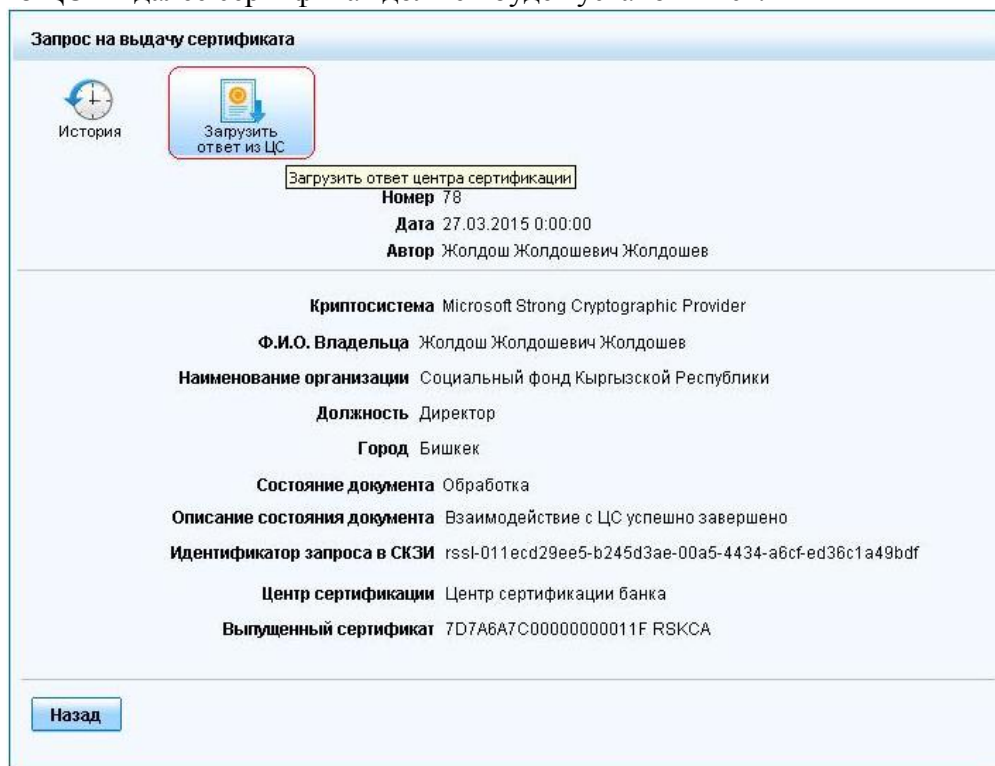 Запрос на выдачу сертификата
История
Загрузить
ответ из ЦС
Загрузить ответ центра сертификации
Номер 78
Дата 27.03.2015 0:00:00
Автор Жолдош Жолдошевич Жолдошев
Криптосистема Microsoft Strong Cryptographic Provider
Ф.И.О. Владельца Жолдош Жолдошевич Жолдошев
Наименование организации Социальный фонд Кыргызской Республики
Должность Директор
Город Бишкек
Состояние документа Обработка
Описание состояния документа Взаимодействие с ЦС успешно завершено
Идентификатор запроса в СКЗИ rssl-011ecd29ee5-b245d3ae-00a5-4434-a6cf-ed36c1a49bdf
Центр сертификации Центр сертификации банка
Выпущенный сертификат 7D7A6A7C00000000011F RSKCA
Назад